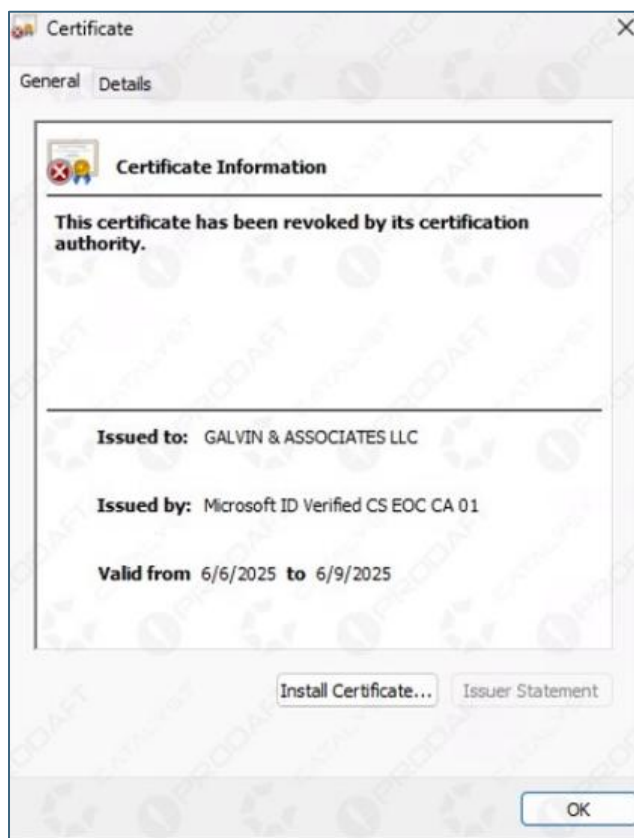 Certificate
General Details
Certificate Information
This certificate has been revoked by its certification
authority.
Issued to: GALVIN & ASSOCIATES LLC
Issued by: Microsoft ID Verified CS EOC CA 01
Valid from 6/6/2025 to 6/9/2025
Install Certificate... Issuer Statement
OK
PRODAFT
CATALYST